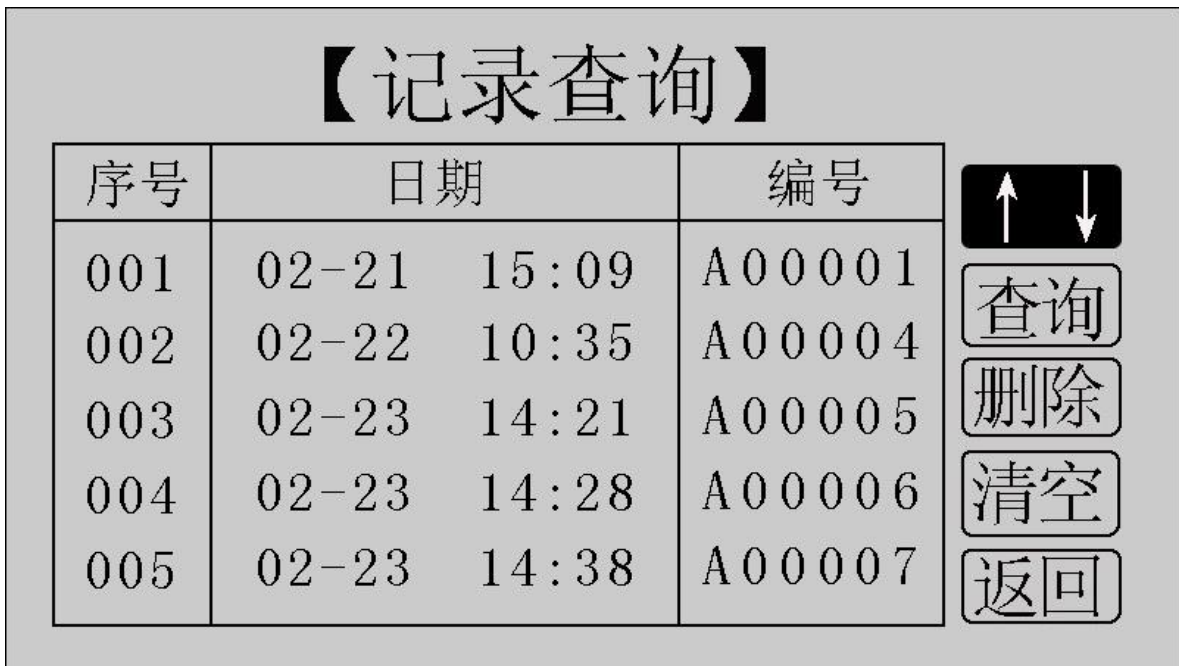 【记录查询】
序号 日期 编号
↑ ↓
001 02-21 15:09 A00001
查询
002 02-22 10:35 A00004
删除
003 02-23 14:21 A00005
004 02-23 14:28 A00006
清空
005 02-23 14:38 A00007
返回